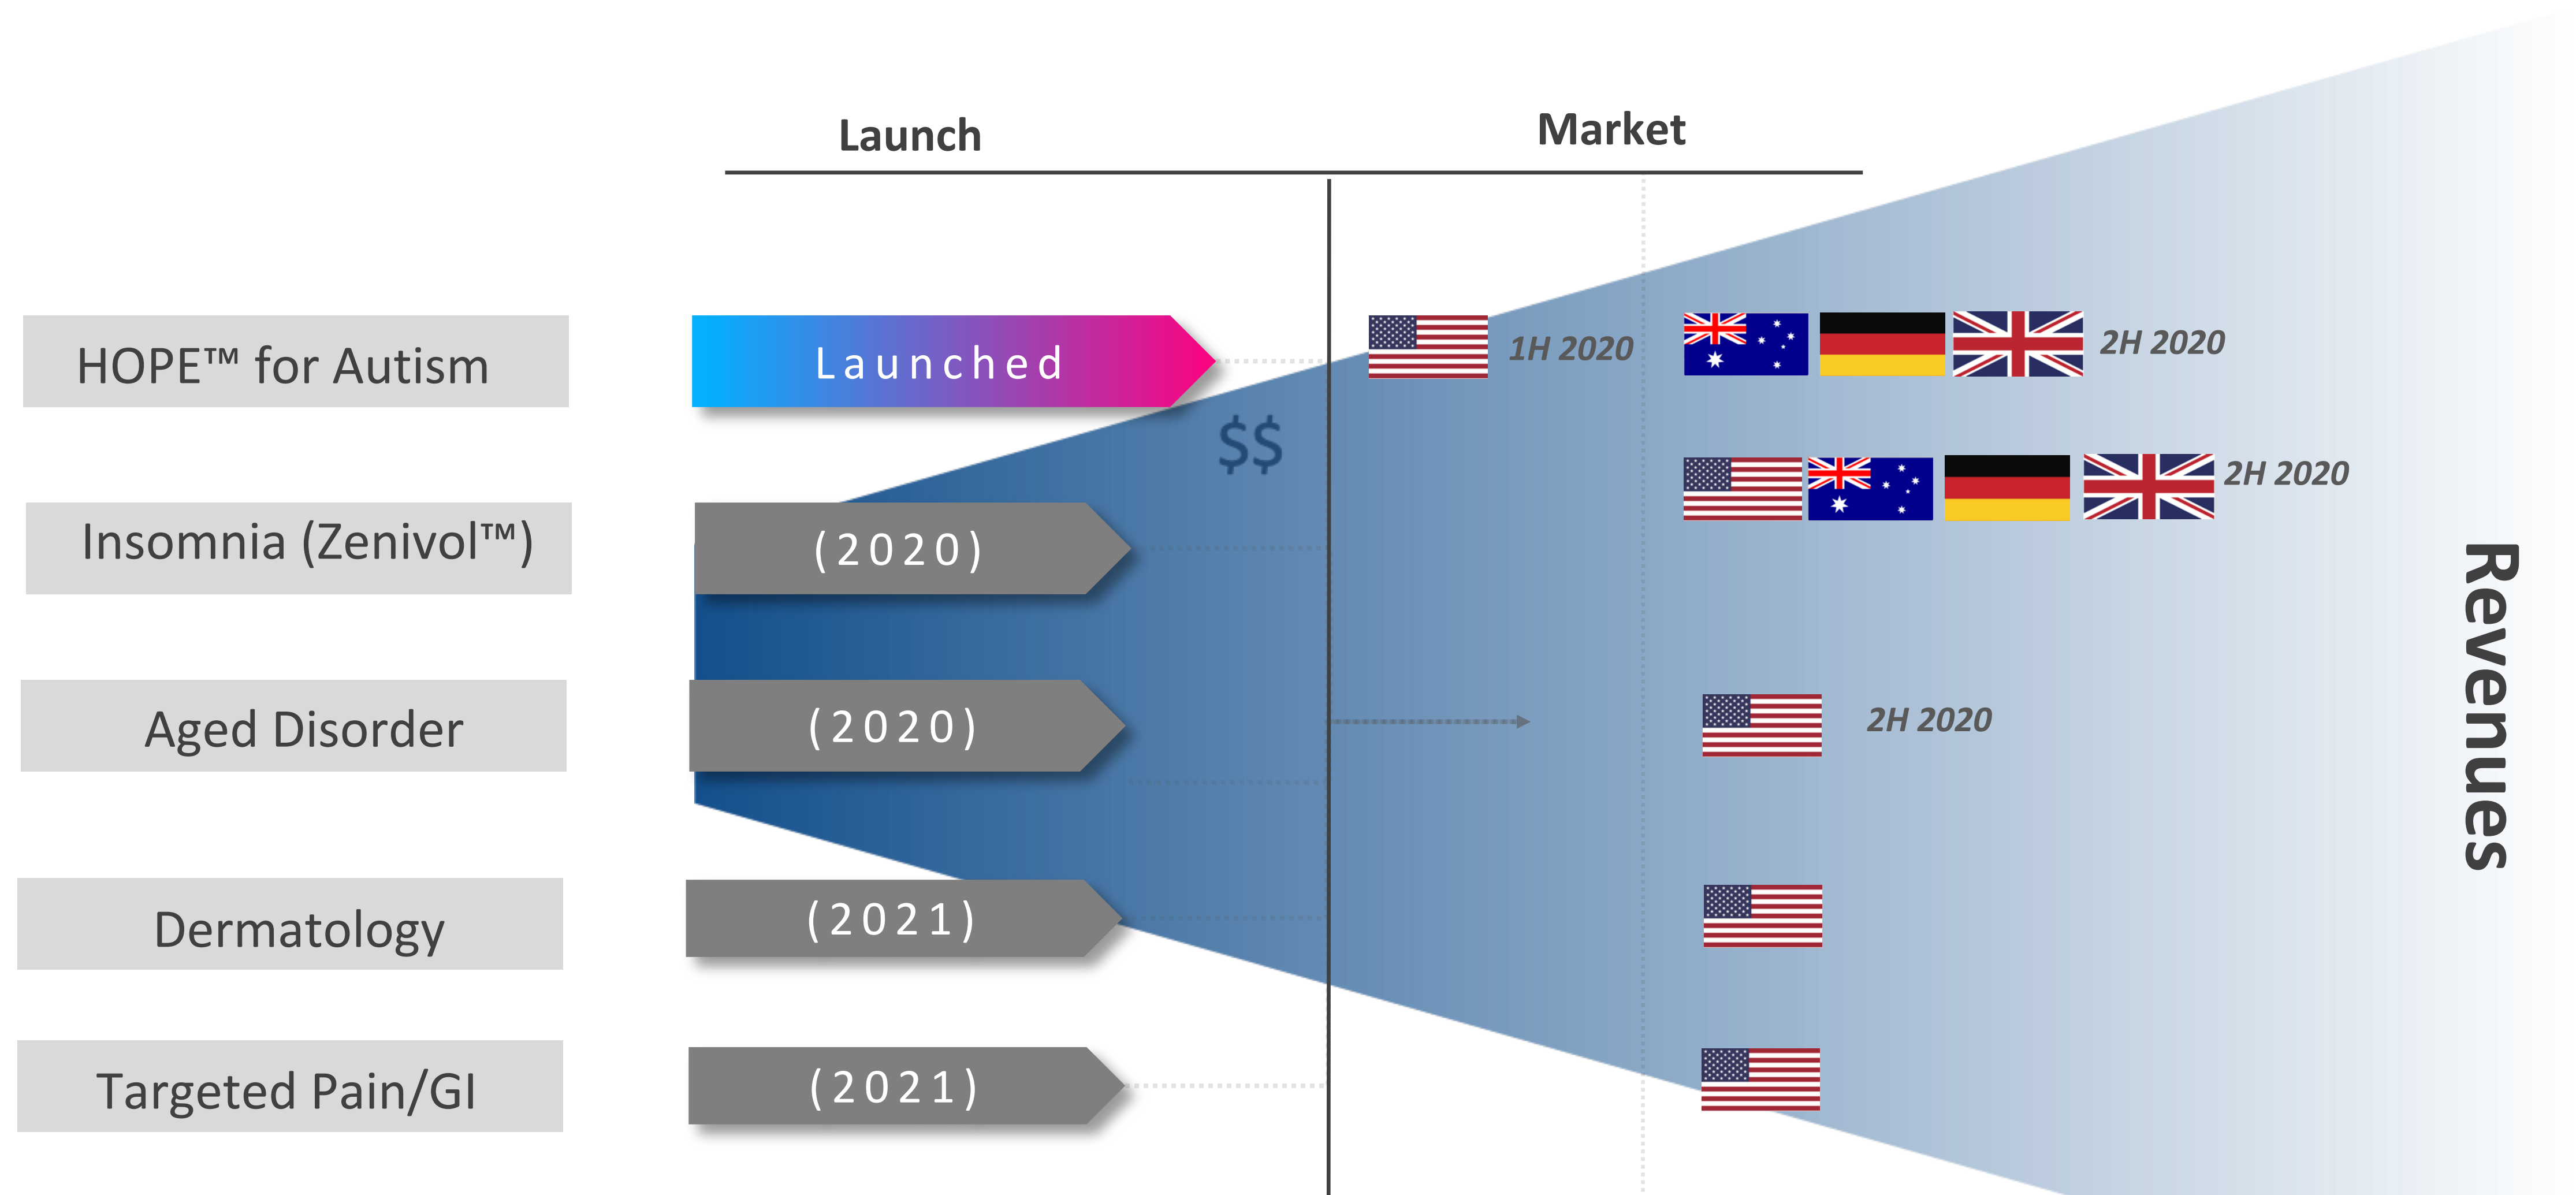 Launch
Market
HOPE™ for Autism
Launched
1H 2020
2H 2020
$$
Insomnia (Zenivol™)
(2020)
2H 2020
Aged Disorder
(2020)
2H 2020
Dermatology
(2021)
Targeted Pain/GI
(2021)
Revenues